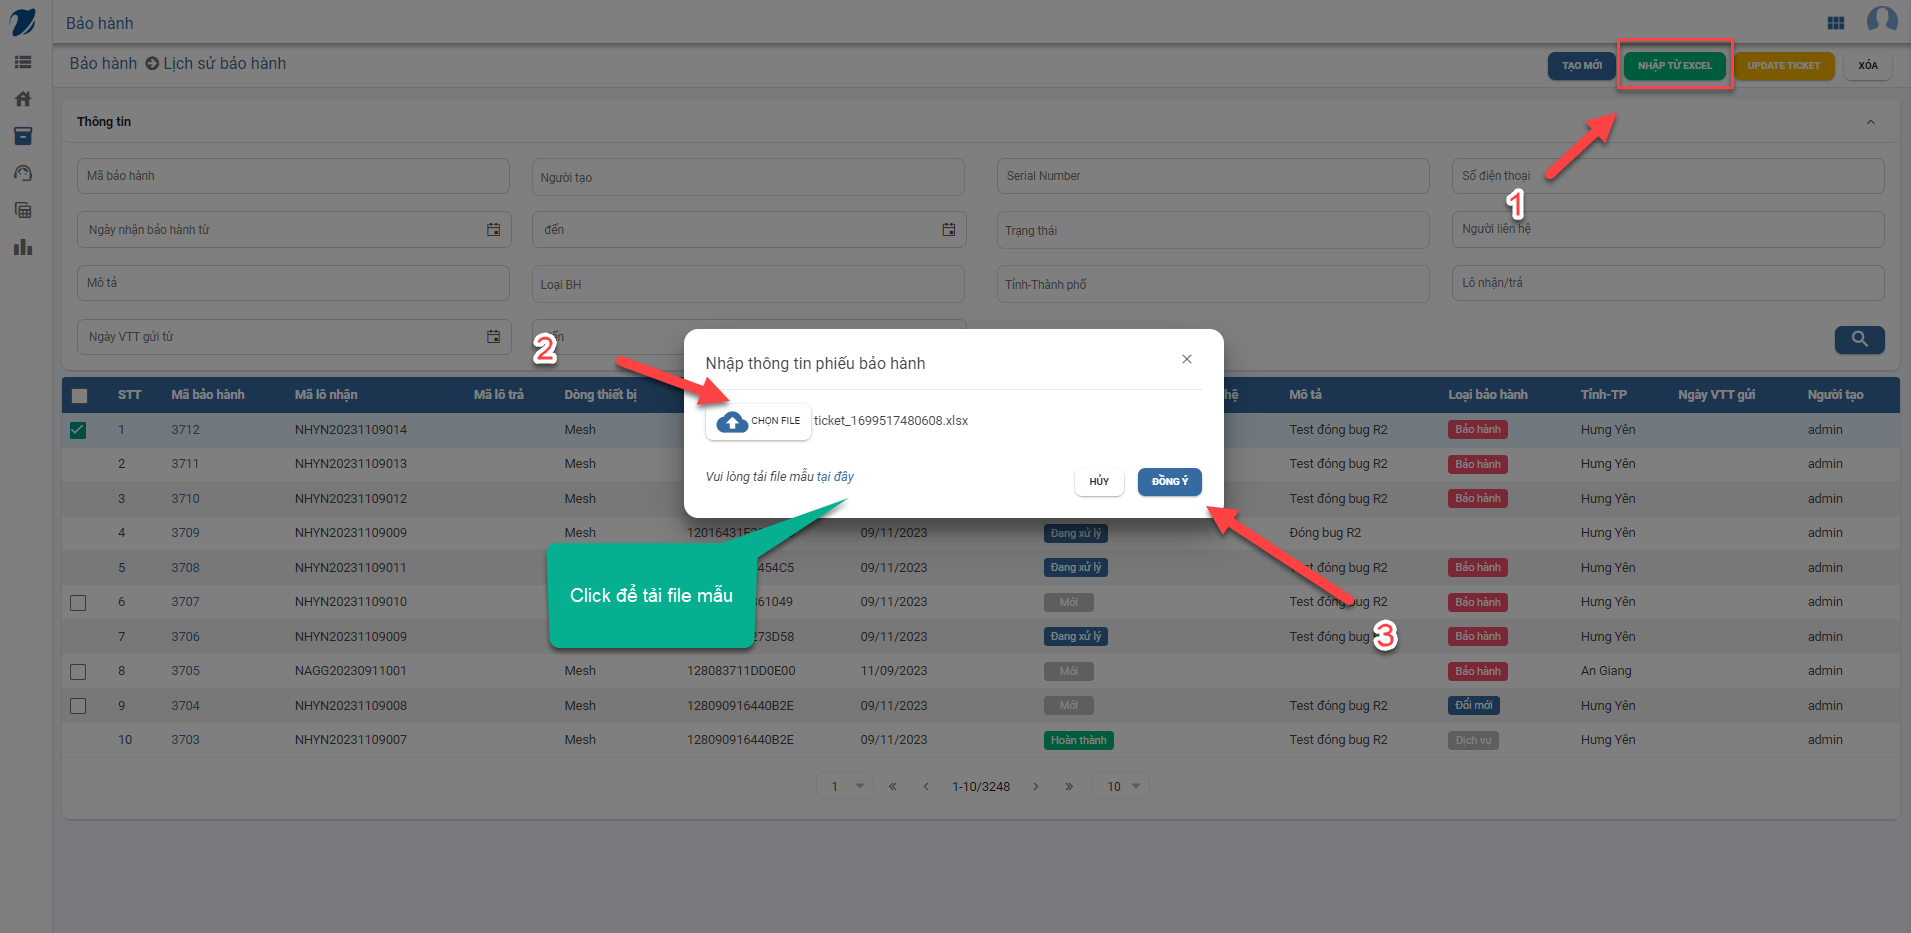 Bảo hành
Bảo hành Lịch sử bảo hành
TẠO MỚI NHẬP TỪ EXCEL UPDATE TICKET XÓA
Thông tin
Mã bảo hành Người tạo Serial Number Số điện thoại
1
Ngày nhận bảo hành từ đến Trạng thái Người liên hệ
Mô tả Loại BH Tỉnh-Thành phố Lô nhận/trả
Ngày VTT gửi từ
2
Nhập thông tin phiếu bảo hành
CHỌN FILE ticket_1699517480608.xlsx
Vui lòng tải file mẫu tại đây
HỦY ĐỒNG Ý
Click để tải file mẫu
3
STT Mã bảo hành Mã lô nhận Mã lô trả Dòng thiết bị hệ Mô tả Loại bảo hành Tỉnh-TP Ngày VTT gửi Người tạo
1 3712 NHYN20231109014 Mesh Test đóng bug R2 Bảo hành Hưng Yên admin
2 3711 NHYN20231109013 Mesh Test đóng bug R2 Bảo hành Hưng Yên admin
3 3710 NHYN20231109012 Mesh Test đóng bug R2 Bảo hành Hưng Yên admin
4 3709 NHYN20231109009 Mesh 09/11/2023 Đang xử lý Đóng bug R2 Hưng Yên admin
5 3708 NHYN20231109011 454C5 09/11/2023 Đang xử lý Test đóng bug R2 Bảo hành Hưng Yên admin
6 3707 NHYN20231109010 361049 09/11/2023 Mới Test đóng bug R2 Bảo hành Hưng Yên admin
7 3706 NHYN20231109009 273D58 09/11/2023 Đang xử lý Test đóng bug Bảo hành Hưng Yên admin
8 3705 NAGG20230911001 Mesh 128083711DD0E00 11/09/2023 Mới Bảo hành An Giang admin
9 3704 NHYN20231109008 Mesh 128090916440B2E 09/11/2023 Mới Test đóng bug R2 Đổi mới Hưng Yên admin
10 3703 NHYN20231109007 Mesh 128090916440B2E 09/11/2023 Hoàn thành Test đóng bug R2 Dịch vụ Hưng Yên admin
1 « ‹ 1-10/3248 › » 10